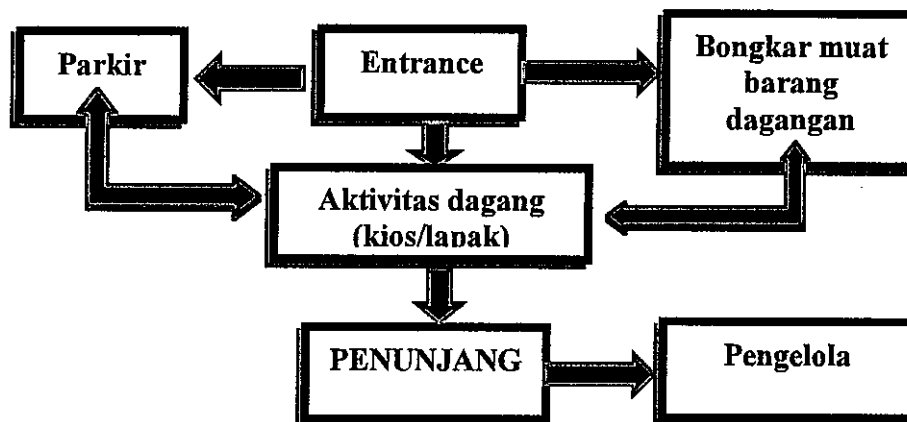 Parkir
Entrance
Bongkar muat
barang
dagangan
Aktivitas dagang
(kios/lapak)
PENUNJANG
Pengelola